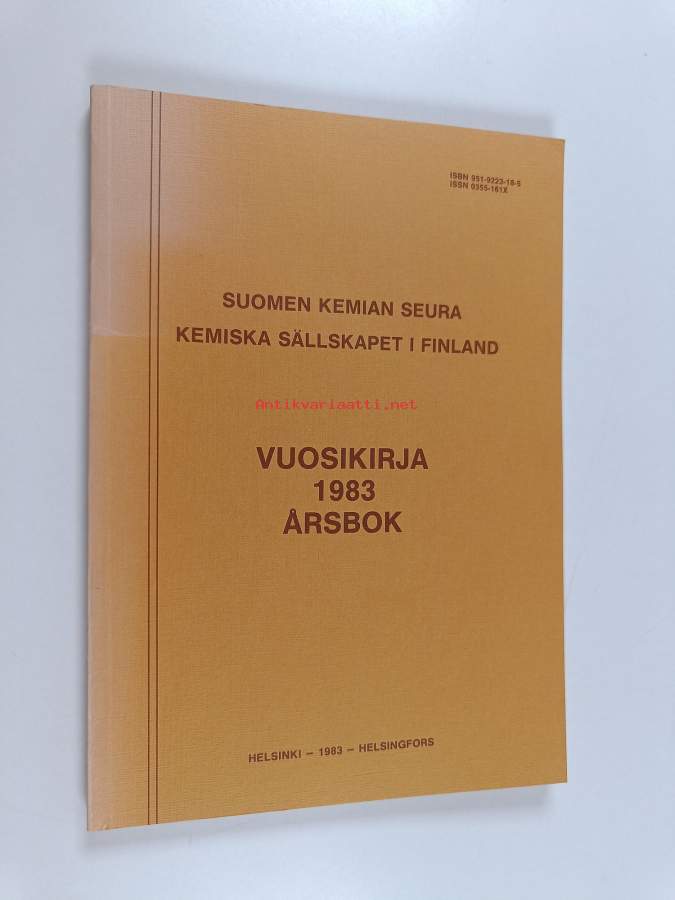 ISBN 951-9223-18-5
ISSN 0355-161X
SUOMEN KEMIAN SEURA
KEMISKA SÄLLSKAPET I FINLAND
Antikvariaatti.net
VUOSIKIRJA
1983
ÅRSBOK
HELSINKI – 1983 – HELSINGFORS